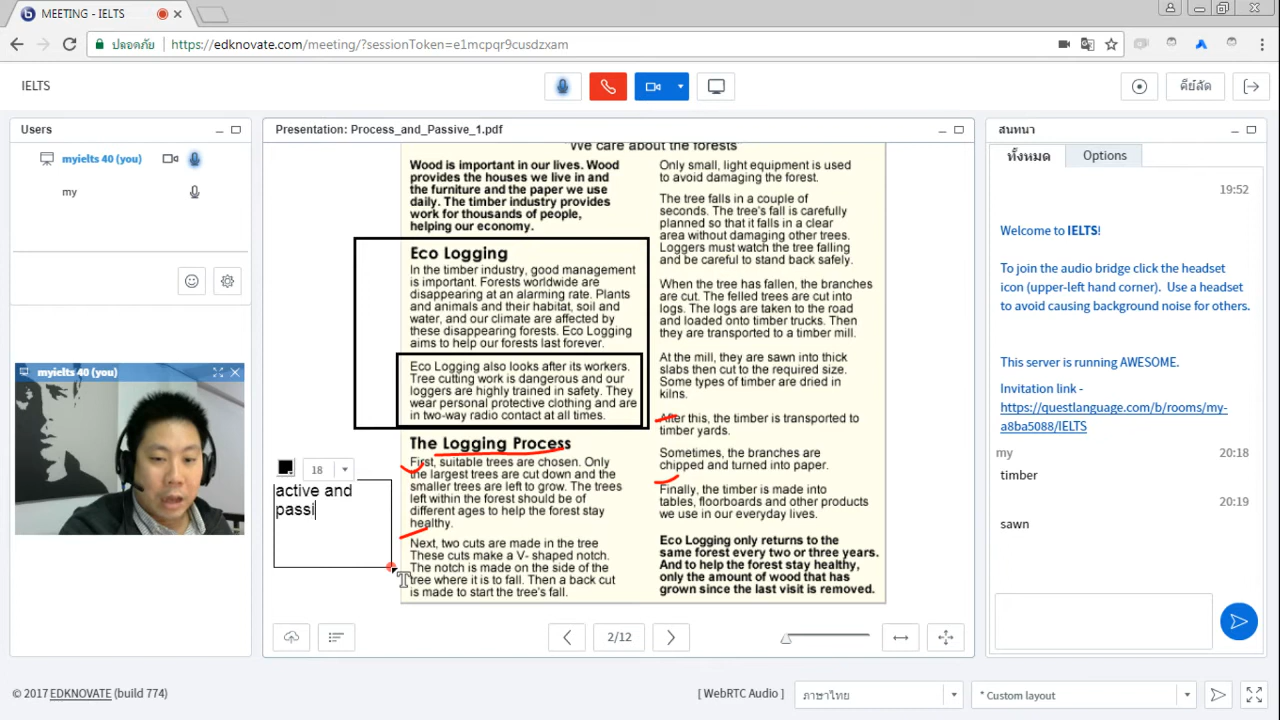 MEETING - IELTS
ปลอดภัย
https://edknovate.com/meeting/?sessionToken=e1mcpqr9cusdzxam
IELTS
คีย์ลัด
Users
myielts 40 (you)
my
myielts 40 (you)
Presentation: Process_and_Passive_1.pdf
We care about the forests
Wood is important in our lives. Wood
provides the houses we live in and
the furniture and the paper we use
daily. The timber industry provides
work for thousands of people,
helping our economy.
Eco Logging
In the timber industry, good management
is important. Forests worldwide are
disappearing at an alarming rate. Plants
and animals and their habitat, soil and
water, and our climate are affected by
these disappearing forests. Eco Logging
aims to help our forests last forever.
Eco Logging also looks after its workers.
Tree cutting work is dangerous and our
loggers are highly trained in safety. They
wear personal protective clothing and are
in two-way radio contact at all times.
The Logging Process
First, suitable trees are chosen. Only
the largest trees are cut down and the
smaller trees are left to grow. The trees
left within the forest should be of
different ages to help the forest stay
healthy.
Next, two cuts are made in the tree
These cuts make a V- shaped notch.
The notch is made on the side of the
tree where it is to fall. Then a back cut
is made to start the tree's fall.
Only small, light equipment is used
to avoid damaging the forest.
The tree falls in a couple of
seconds. The tree's fall is carefully
planned so that it falls in a clear
area without damaging other trees.
Loggers must watch the tree falling
and be careful to stand back safely.
When the tree has fallen, the branches
are cut. The felled trees are cut into
logs. The logs are taken to the road
and loaded onto timber trucks. Then
they are transported to a timber mill.
At the mill, they are sawn into thick
slabs then cut to the required size.
Some types of timber are dried in
kilns.
After this, the timber is transported to
timber yards.
Sometimes, the branches are
chipped and turned into paper.
Finally, the timber is made into
tables, floorboards and other products
we use in our everyday lives.
Eco Logging only returns to the
same forest every two or three years.
And to help the forest stay healthy,
only the amount of wood that has
grown since the last visit is removed.
18
active and
passi
2/12
สนทนา
ทั้งหมด
Options
19:52
Welcome to IELTS!
To join the audio bridge click the headset
icon (upper-left hand corner). Use a headset
to avoid causing background noise for others.
This server is running AWESOME.
Invitation link -
https://questlanguage.com/b/rooms/my-
a8ba5088/IELTS
my 20:18
timber
20:19
sawn
© 2017 EDKNOVATE (build 774)
[ WebRTC Audio ]
ภาษาไทย
* Custom layout